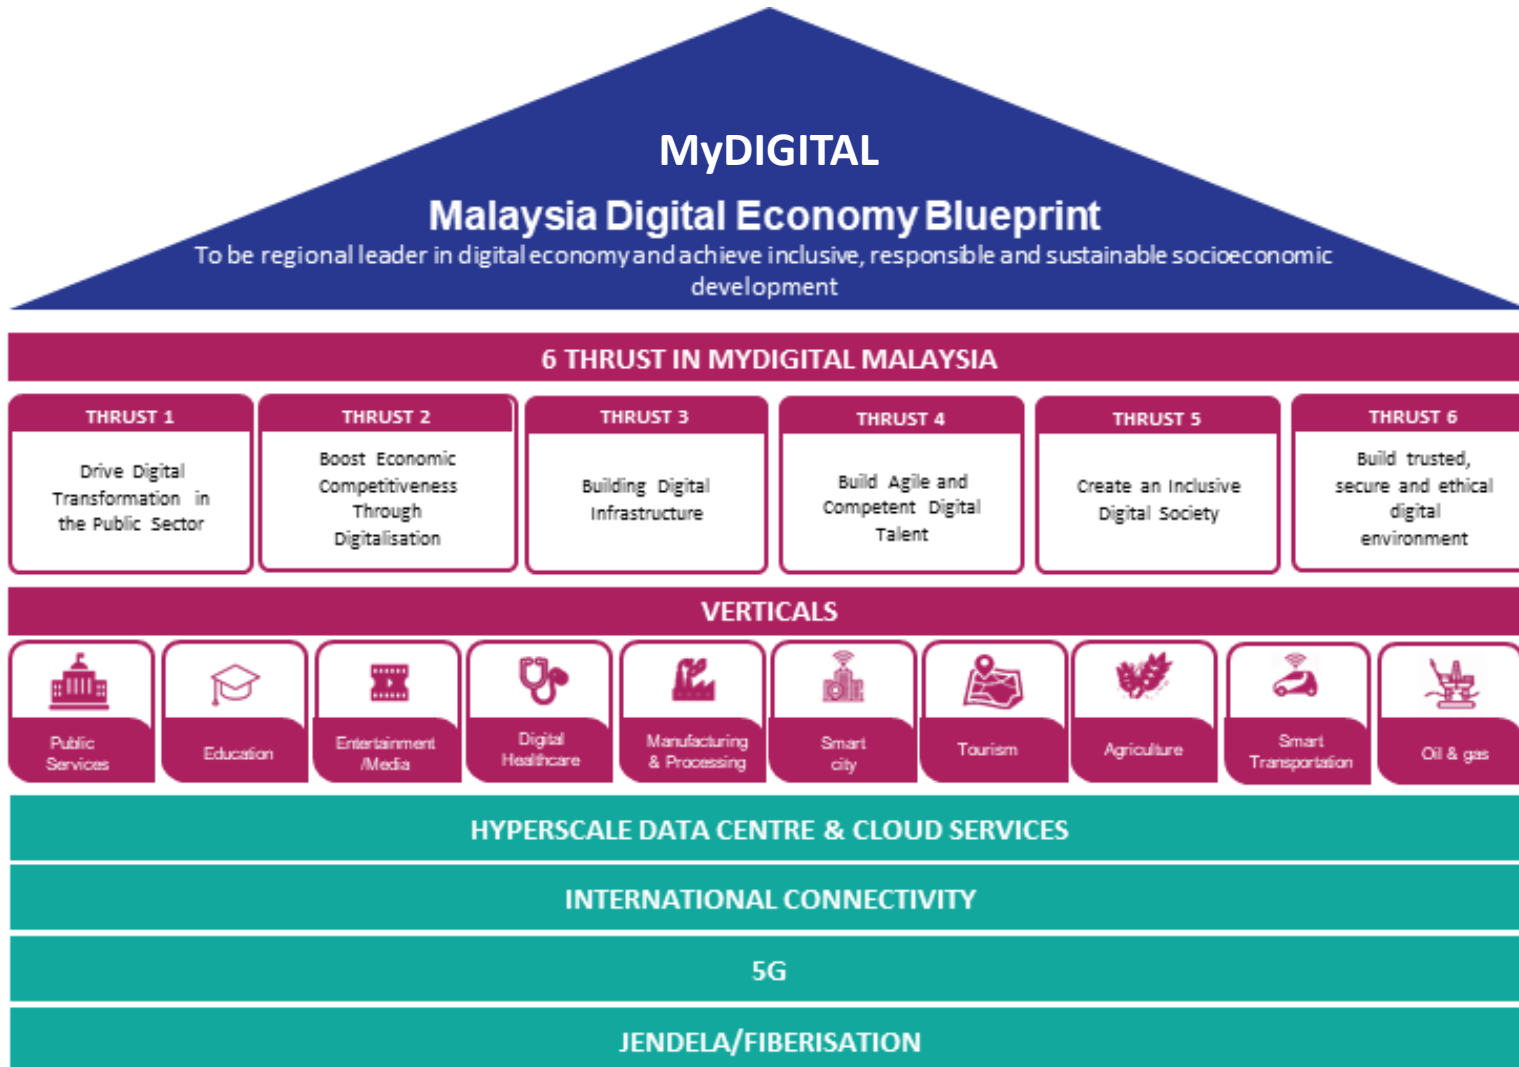 MyDIGITAL
Malaysia Digital Economy Blueprint
To be regional leader in digital economy and achieve inclusive, responsible and sustainable socioeconomic
development
6 THRUST IN MYDIGITAL MALAYSIA
THRUST 1
Drive Digital
Transformation in
the Public Sector
THRUST 2
Boost Economic
Competitiveness
Through
Digitalisation
THRUST 3
Building Digital
Infrastructure
THRUST 4
Build Agile and
Competent Digital
Talent
THRUST 5
Create an Inclusive
Digital Society
THRUST 6
Build trusted,
secure and ethical
digital
environment
VERTICALS
Public
Services
Education
Entertainment
/Media
Digital
Healthcare
Manufacturing
& Processing
Smart
city
Tourism
Agriculture
Smart
Transportation
Oil & gas
HYPERSCALE DATA CENTRE & CLOUD SERVICES
INTERNATIONAL CONNECTIVITY
5G
JENDELA/FIBERISATION